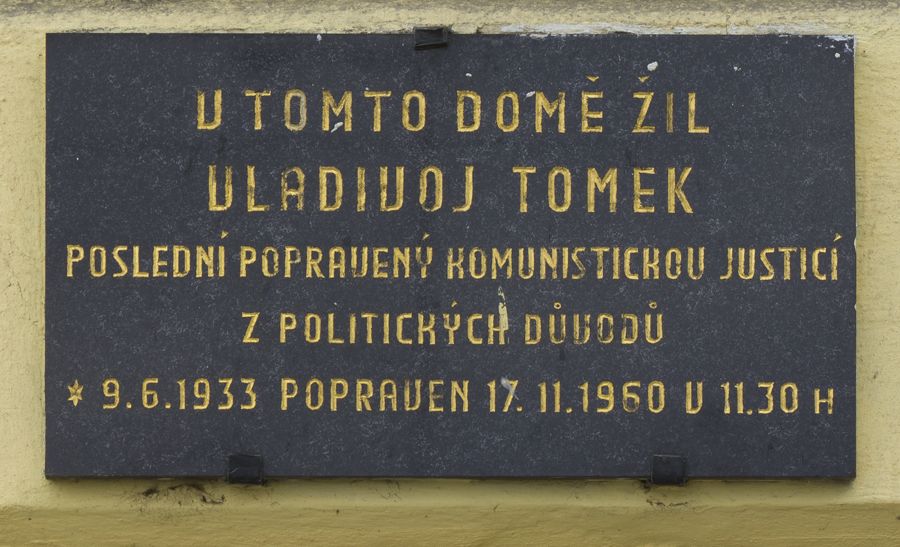 V TOMTO DOMĚ ŽIL
VLADIVOJ TOMEK
POSLEDNÍ POPRAVENÝ KOMUNISTICKOU JUSTICÍ
Z POLITICKÝCH DŮVODŮ
* 9.6.1933 POPRAVEN 17.11.1960 V 11.30 H